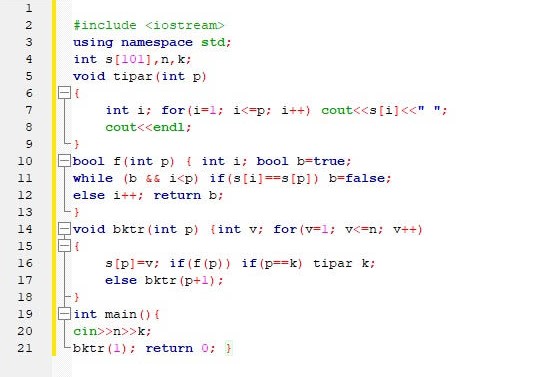 1
2 #include <iostream>
3 using namespace std;
4 int s[101],n,k;
5 void tipar(int p)
6 {
7 int i; for(i=1; i<=p; i++) cout<<s[i]<<" ";
8 cout<<endl;
9 }
10 bool f(int p) { int i; bool b=true;
11 while (b && i<p) if(s[i]==s[p]) b=false;
12 else i++; return b;
13 }
14 void bktr(int p) {int v; for(v=1; v<=n; v++)
15 {
16 s[p]=v; if(f(p)) if(p==k) tipar k;
17 else bktr(p+1);
18 }
19 int main(){
20 cin>>n>>k;
21 bktr(1); return 0; }